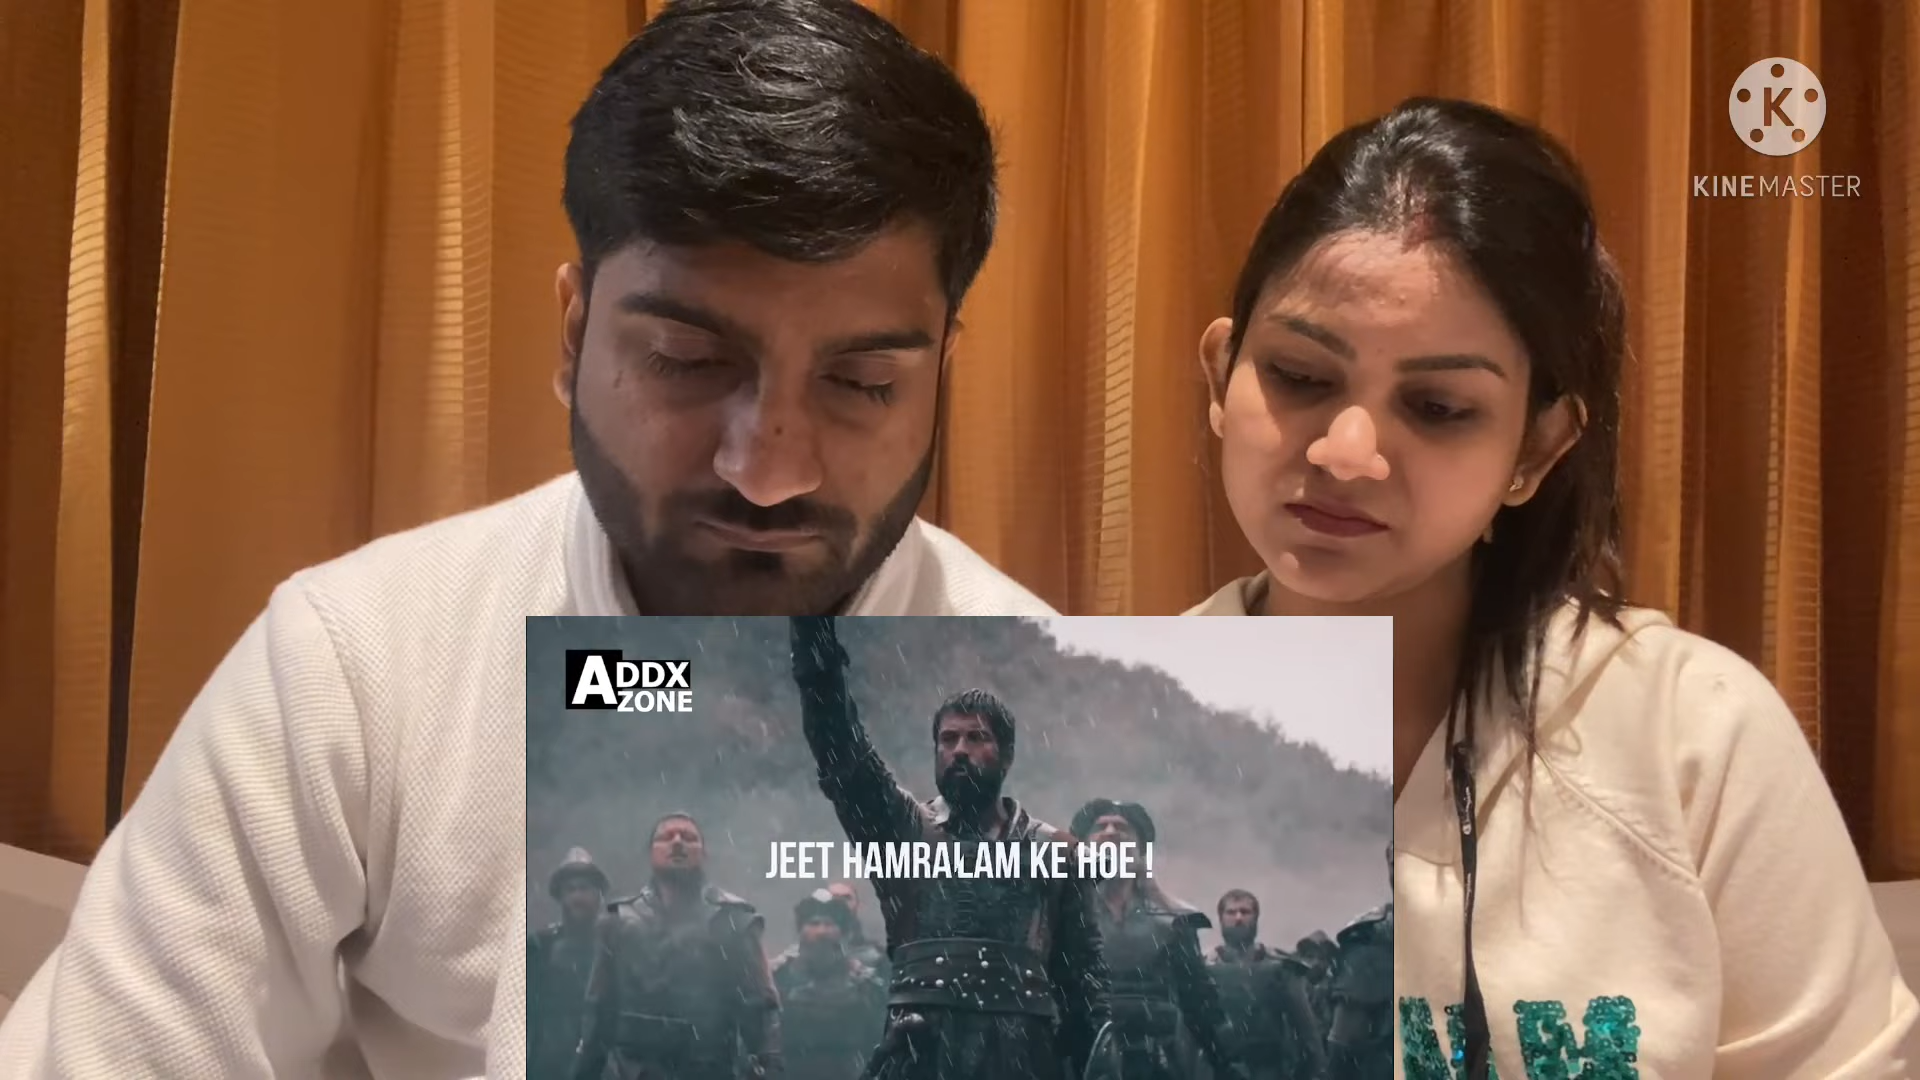 K
KINEMASTER
ADDX
ZONE
JEET HAMRALAM KE HOE !